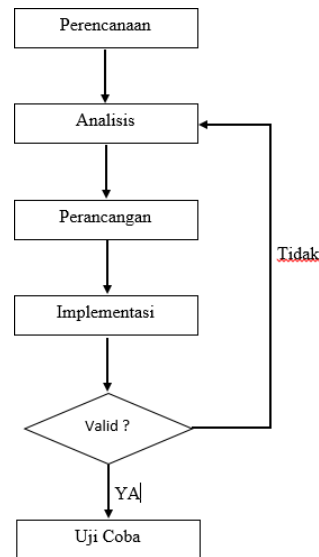 Perencanaan
Analisis
Perancangan
Tidak
Implementasi
Valid ?
YA
Uji Coba